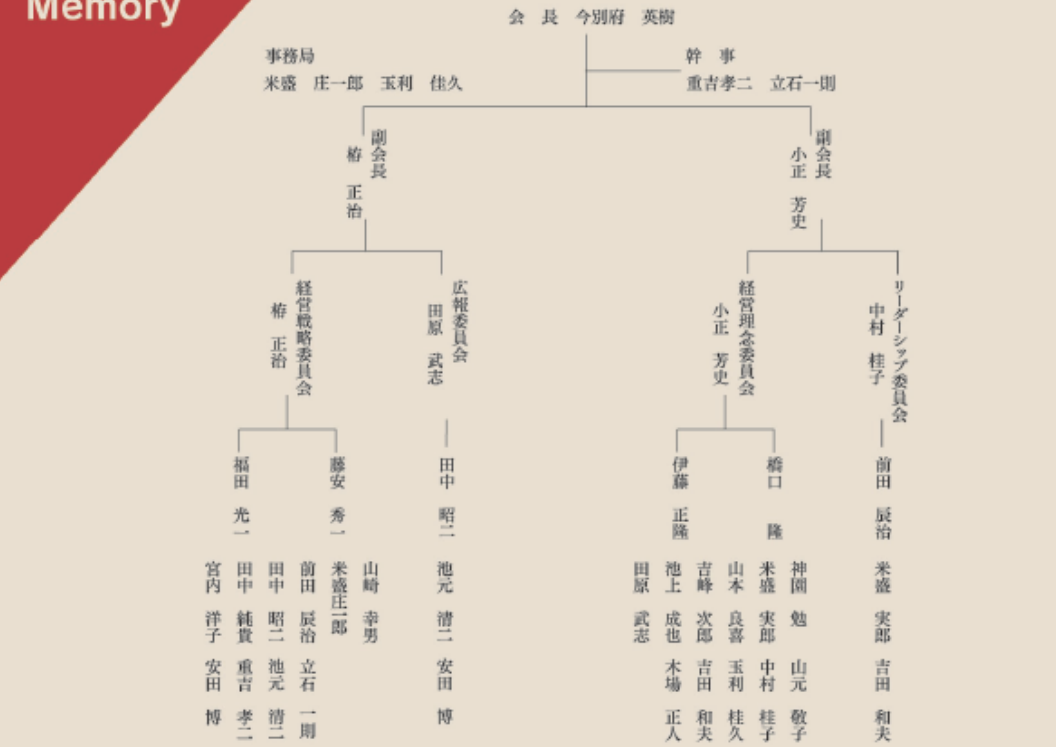 Memory
会　長　今別府　英樹
事務局
米盛　庄一郎　玉利　佳久
幹　事
重吉孝二　立石一則
副会長
小正　芳史
副会長
栫　正治
リーダーシップ委員会
中村　桂子
経営理念委員会
小正　芳史
広報委員会
田原　武志
経営戦略委員会
栫　正治
前田　辰治
橋口　隆
伊藤　正隆
田中　昭二
藤安　秀一
福田　光一
米盛　実郎　吉田　和夫
神園　勉　山元　敬子
米盛　実郎　中村　桂子
山本　良喜　玉利　桂久
吉峰　次郎　吉田　和夫
池上　成也　木場　正人
田原　武志
池元　清二　安田　博
山崎　幸男
米盛庄一郎
前田　辰治　立石　一則
田中　昭二　池元　清二
田中　純貴　重吉　孝二
宮内　洋子　安田　博